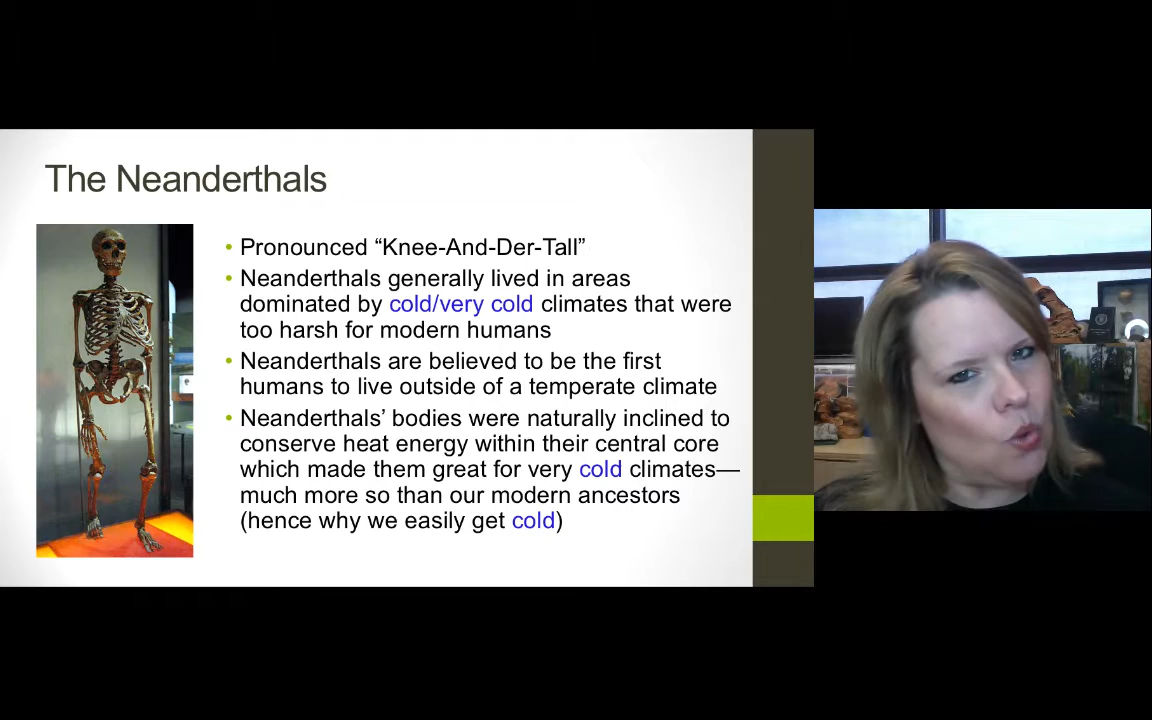 The Neanderthals
• Pronounced “Knee-And-Der-Tall”
• Neanderthals generally lived in areas
dominated by cold/very cold climates that were
too harsh for modern humans
• Neanderthals are believed to be the first
humans to live outside of a temperate climate
• Neanderthals’ bodies were naturally inclined to
conserve heat energy within their central core
which made them great for very cold climates—
much more so than our modern ancestors
(hence why we easily get cold)